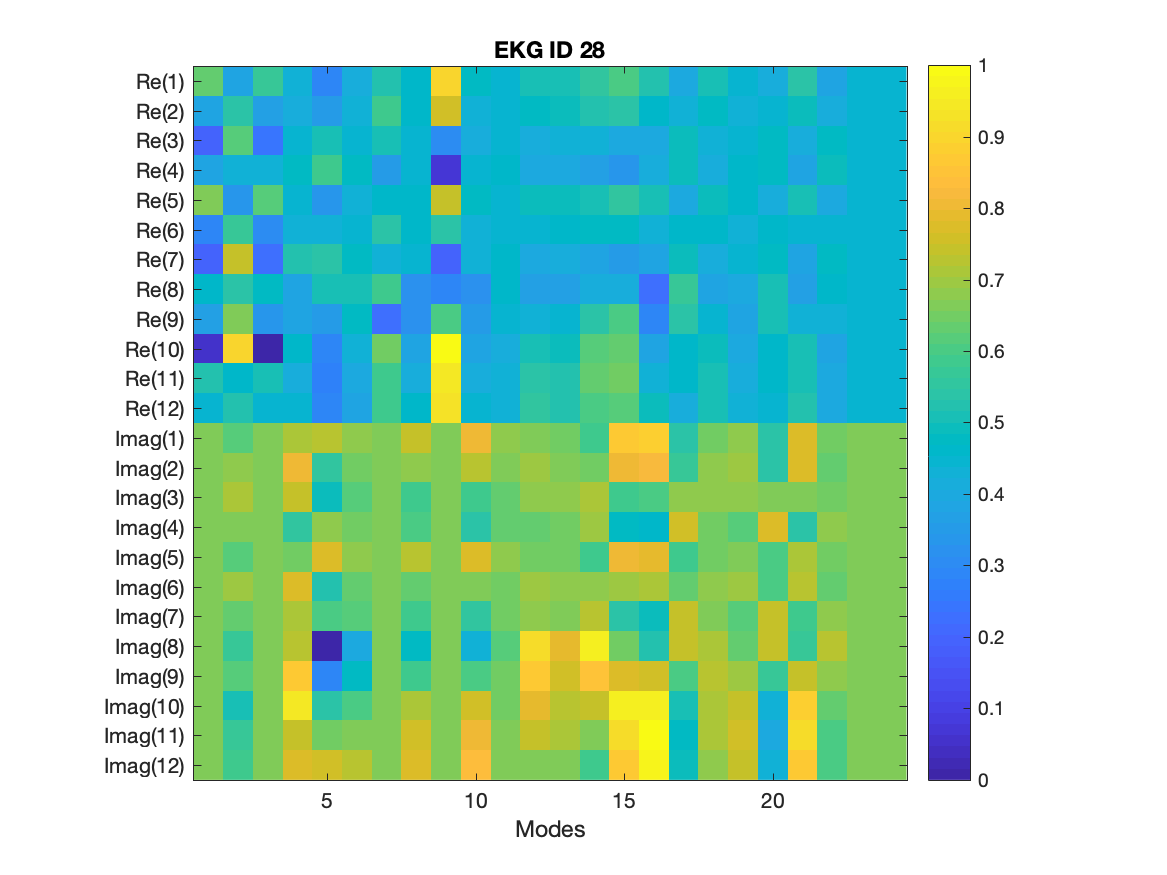 EKG ID 28
Re(1)
Re(2)
Re(3)
Re(4)
Re(5)
Re(6)
Re(7)
Re(8)
Re(9)
Re(10)
Re(11)
Re(12)
Imag(1)
Imag(2)
Imag(3)
Imag(4)
Imag(5)
Imag(6)
Imag(7)
Imag(8)
Imag(9)
Imag(10)
Imag(11)
Imag(12)
5 10 15 20
Modes
1
0.9
0.8
0.7
0.6
0.5
0.4
0.3
0.2
0.1
0